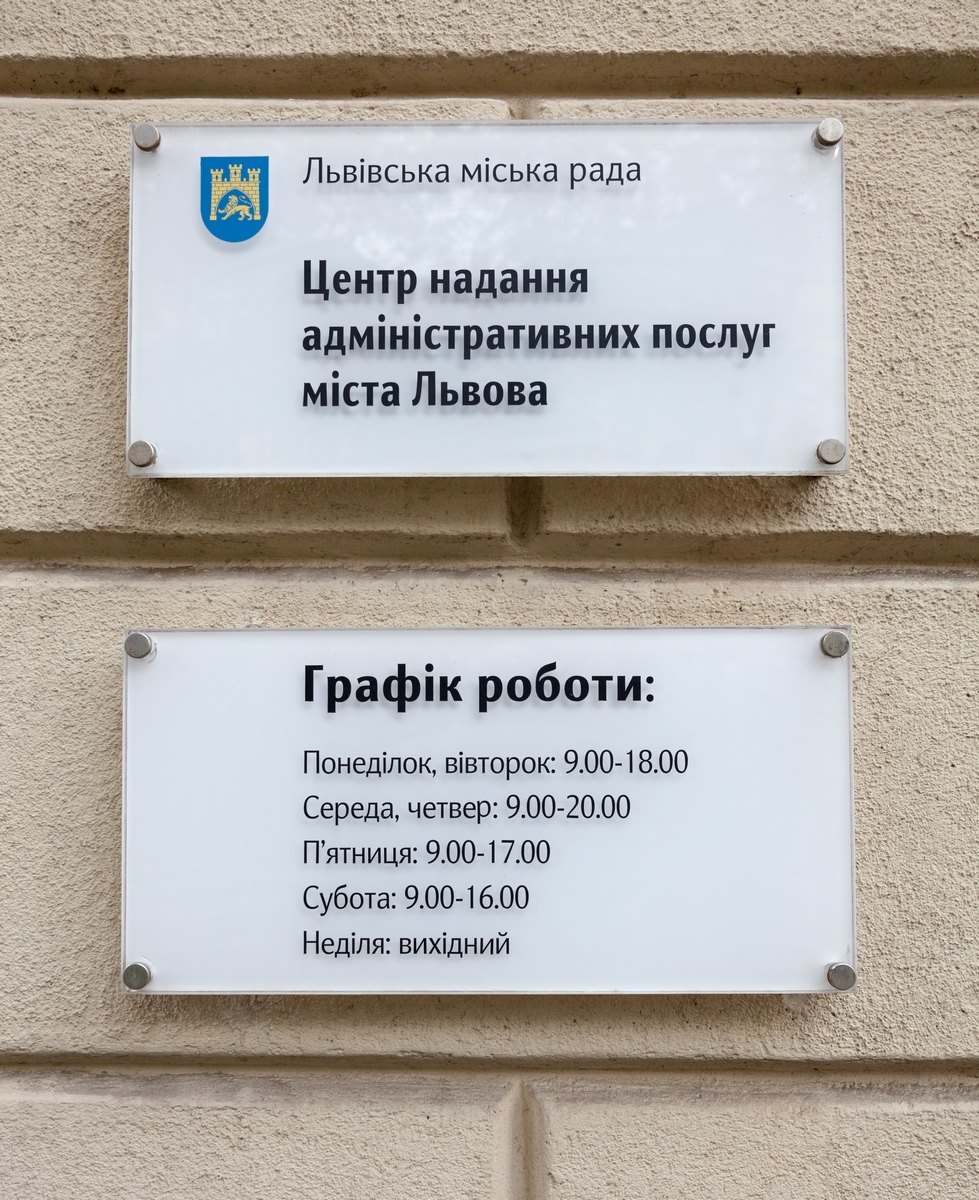 Львівська міська рада
Центр надання
адміністративних послуг
міста Львова
Графік роботи:
Понеділок, вівторок: 9.00-18.00
Середа, четвер: 9.00-20.00
П'ятниця: 9.00-17.00
Субота: 9.00-16.00
Неділя: вихідний